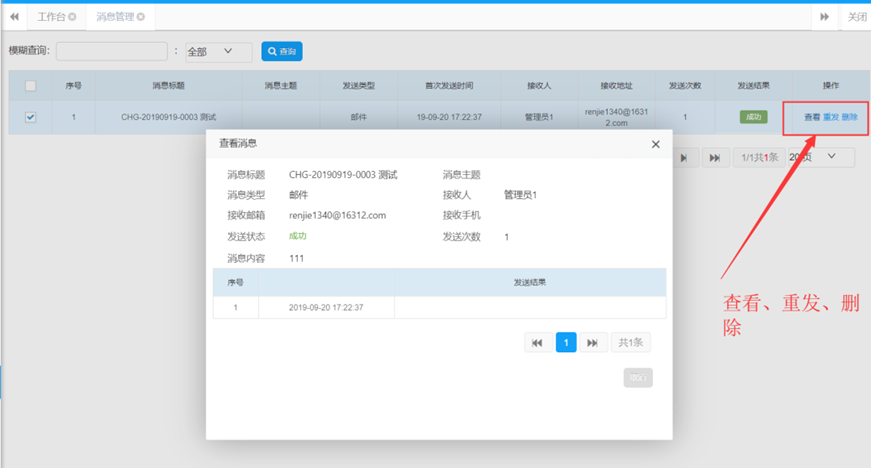 工作台 消息管理 关闭
模糊查询: : 全部 查询
序号 消息标题 消息主题 发送类型 首次发送时间 接收人 接收地址 发送次数 发送结果 操作
1 CHG-20190919-0003 测试 邮件 19-09-20 17:22:37 管理员1 renjie1340@16312.com 1 成功 查看 重发 删除
1/1共1条 20 页
查看消息
消息标题 CHG-20190919-0003 测试 消息主题
消息类型 邮件 接收人 管理员1
接收邮箱 renjie1340@16312.com 接收手机
发送状态 成功 发送次数 1
消息内容 111
序号 发送结果
1 2019-09-20 17:22:37
1 共1条
查看、重发、删
除